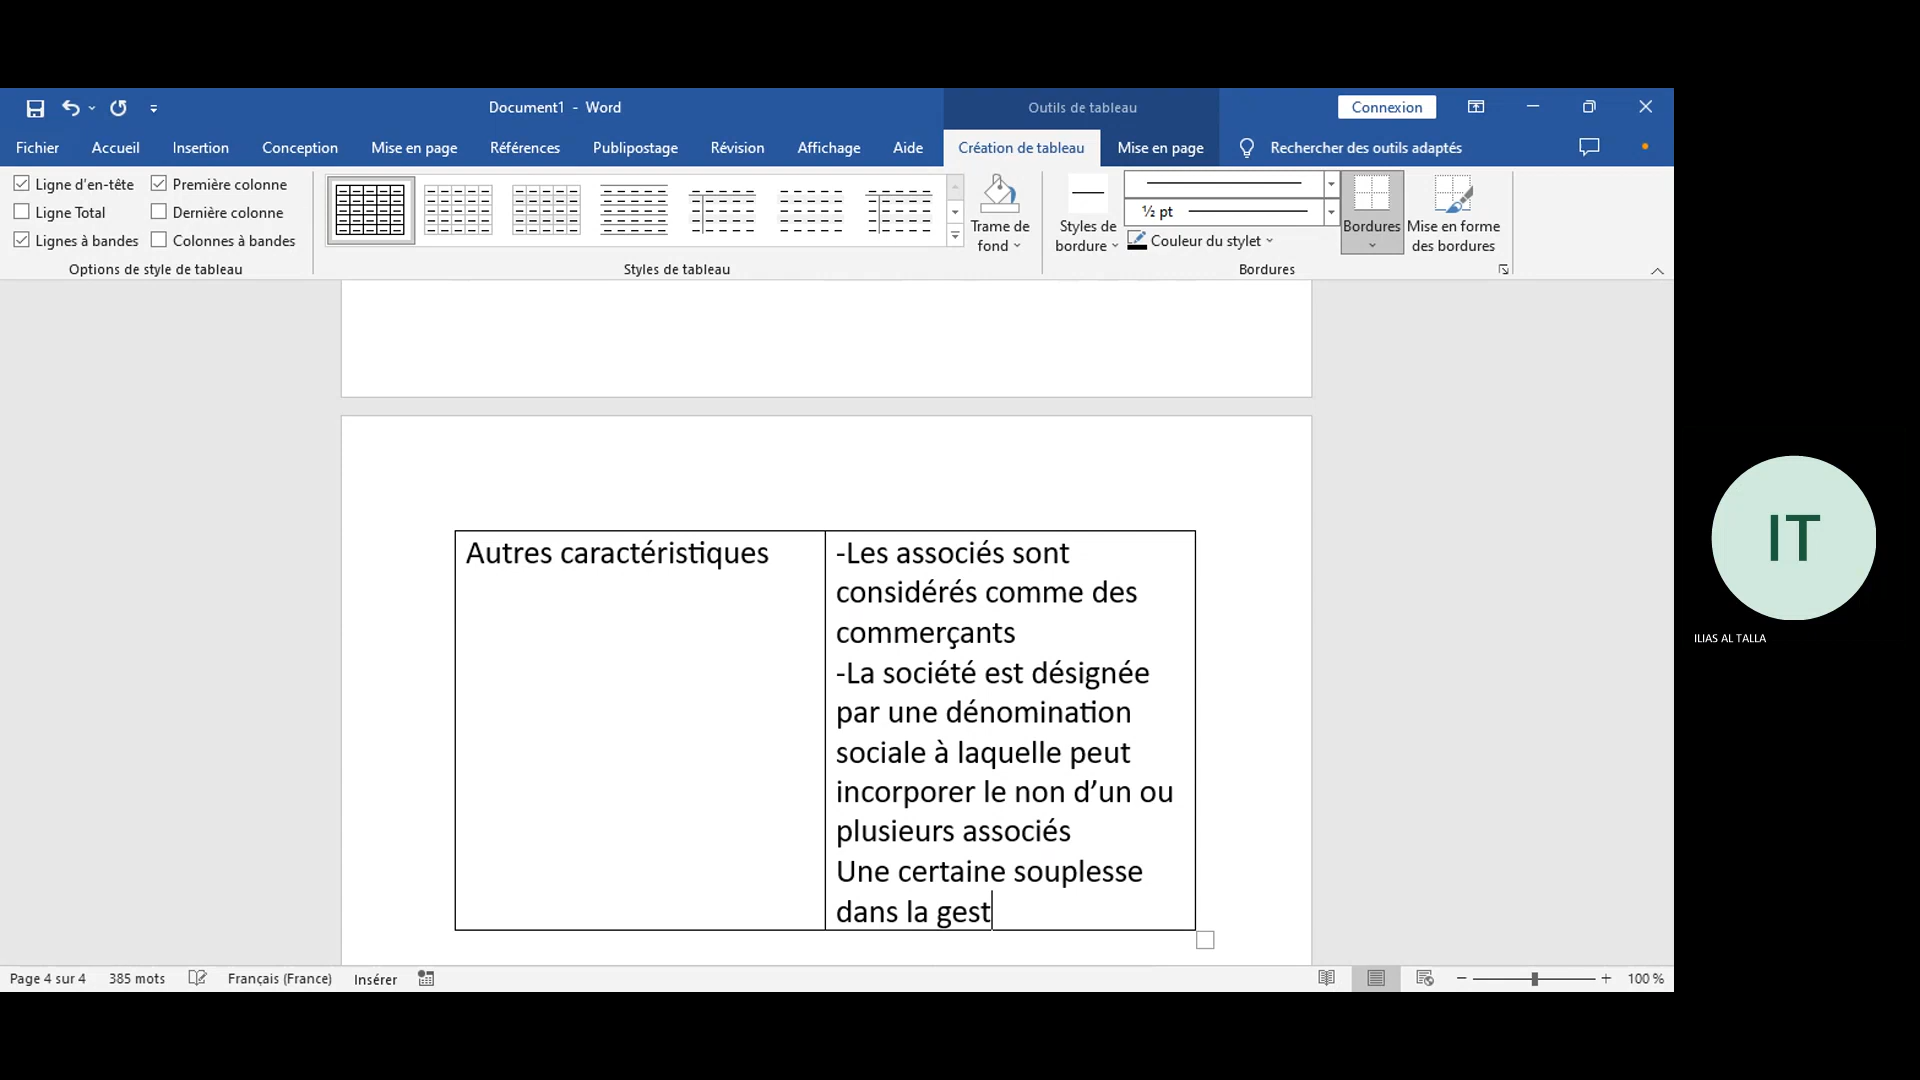 Document1 - Word
Outils de tableau
Connexion
Fichier
Accueil
Insertion
Conception
Mise en page
Références
Publipostage
Révision
Affichage
Aide
Création de tableau
Mise en page
Rechercher des outils adaptés
Ligne d'en-tête
Première colonne
Ligne Total
Dernière colonne
Lignes à bandes
Colonnes à bandes
Options de style de tableau
Styles de tableau
Trame de
fond
Styles de
bordure
½ pt
Couleur du stylet
Bordures
Mise en forme
des bordures
Bordures
Autres caractéristiques
-Les associés sont
considérés comme des
commerçants
-La société est désignée
par une dénomination
sociale à laquelle peut
incorporer le non d’un ou
plusieurs associés
Une certaine souplesse
dans la gest
IT
ILIAS AL TALLA
Page 4 sur 4
385 mots
Français (France)
Insérer
100 %